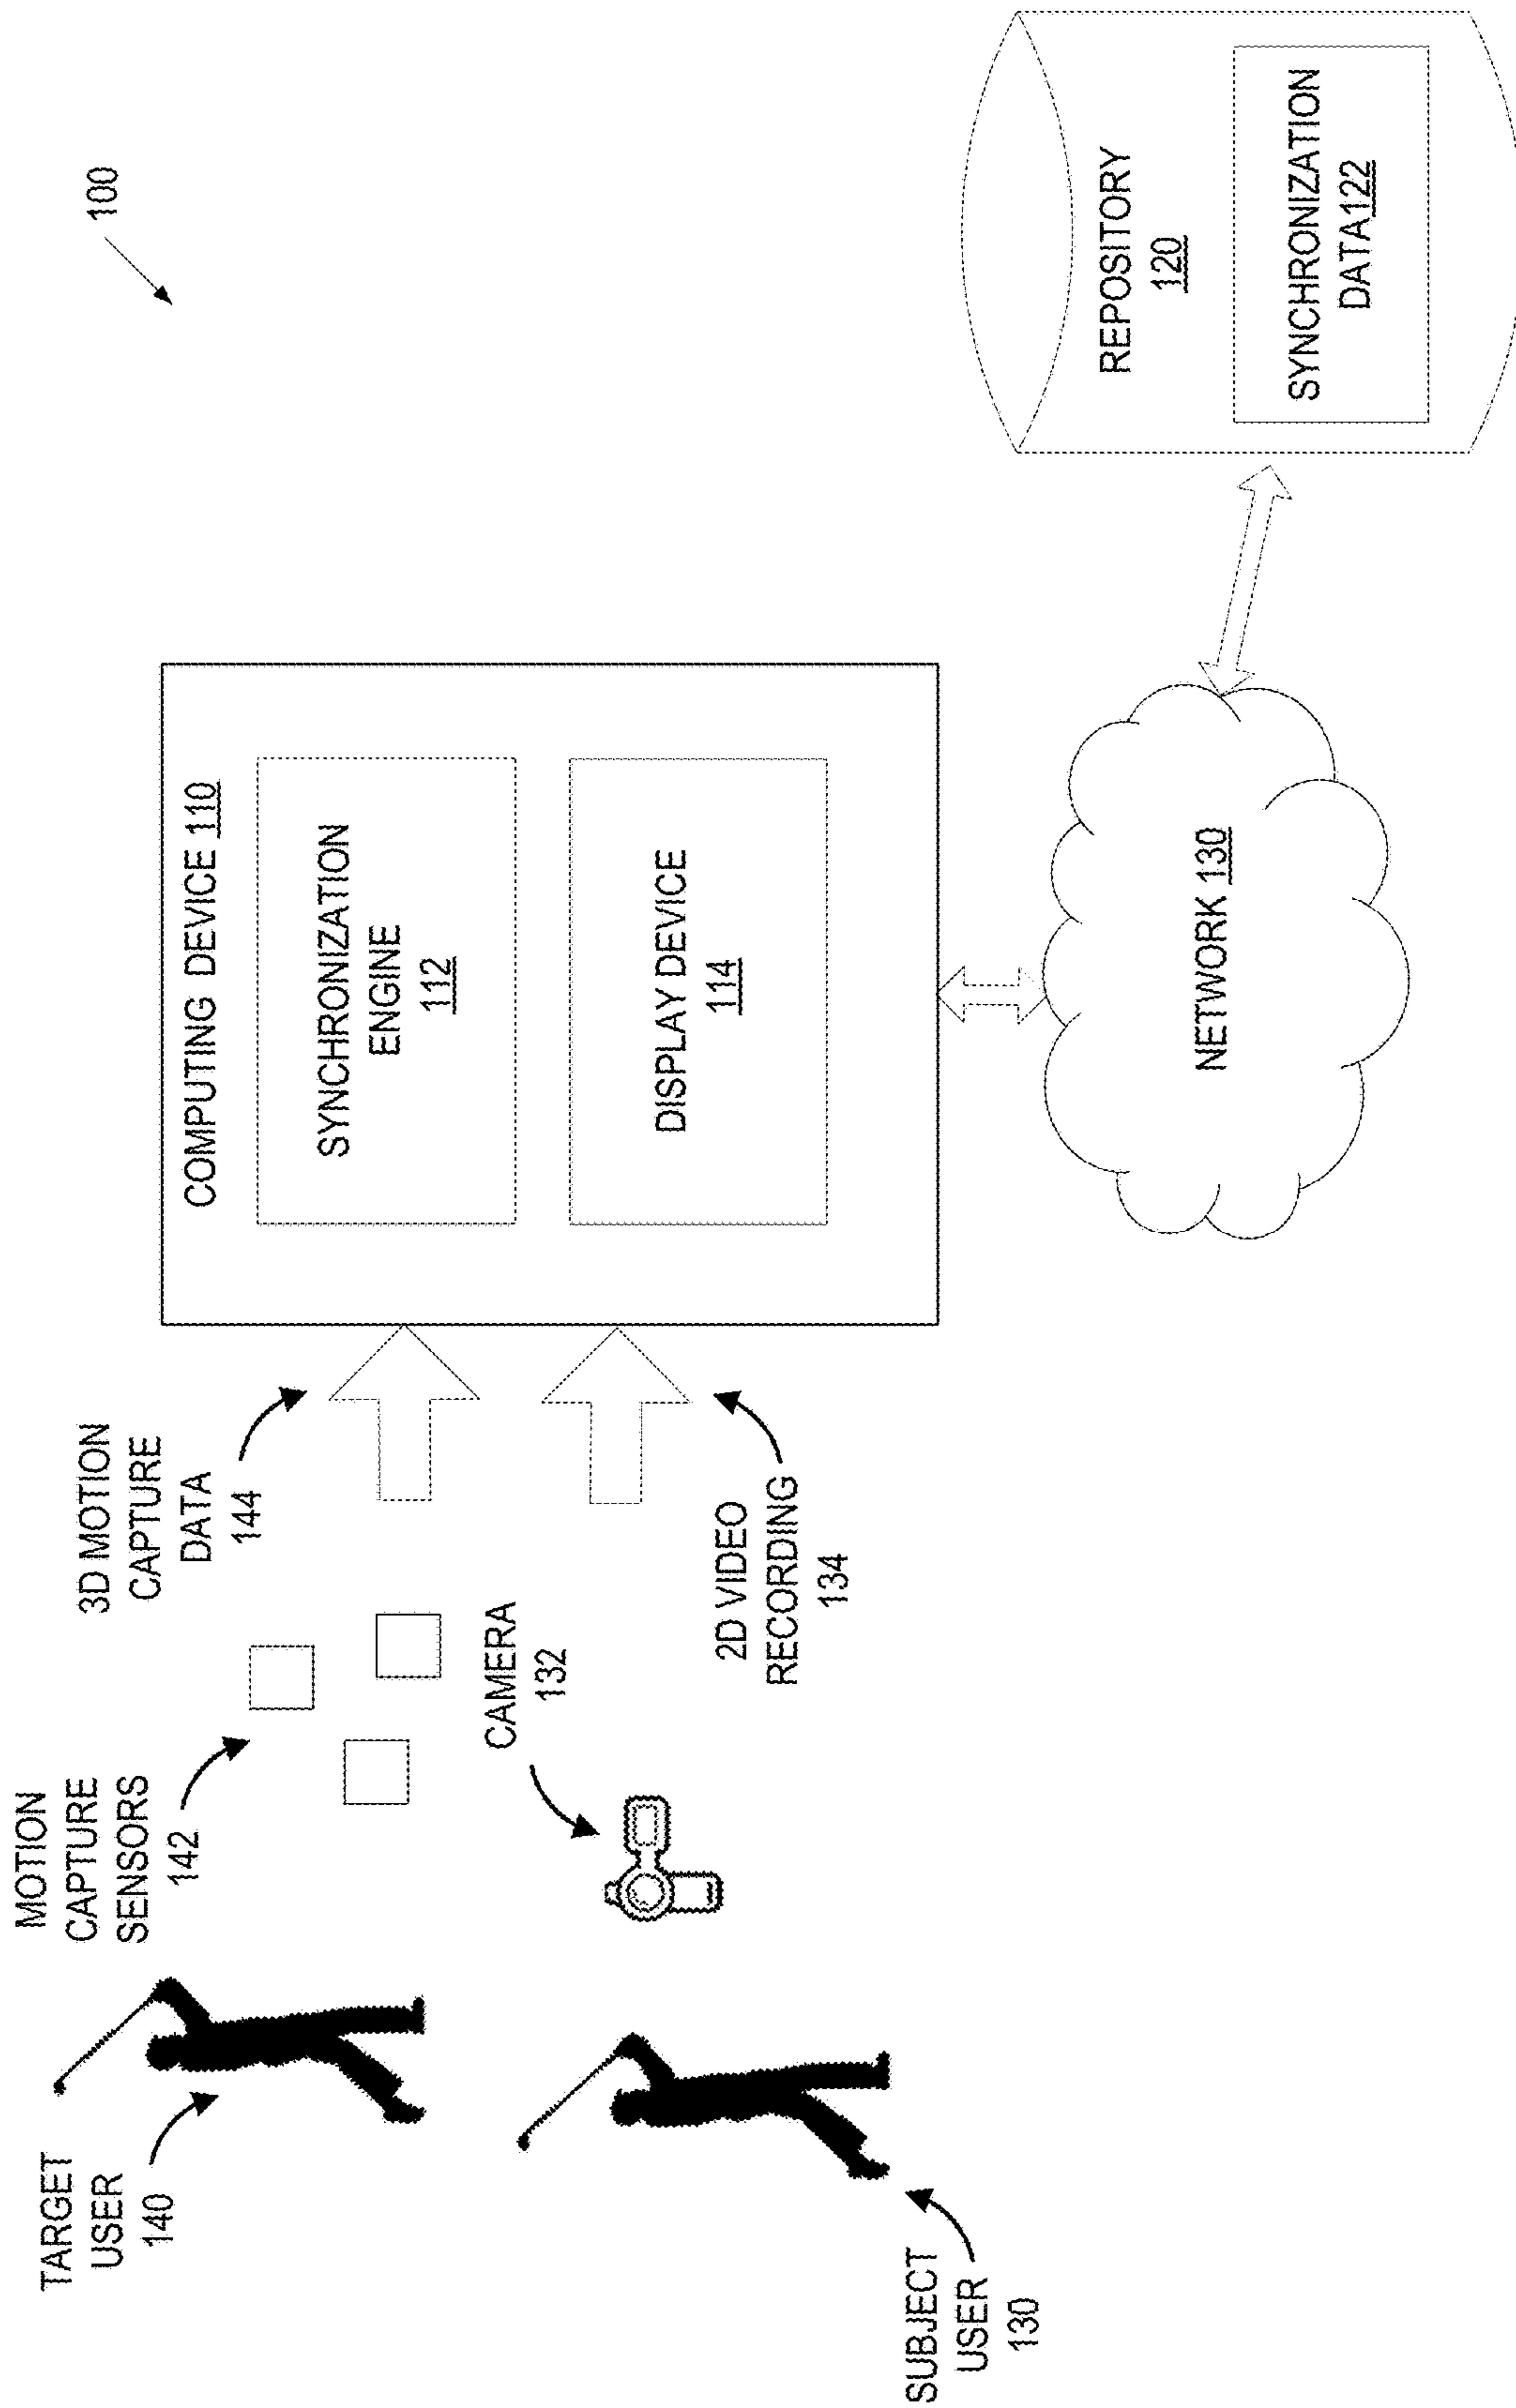 100
MOTION
CAPTURE
SENSORS
142
3D MOTION
CAPTURE
DATA
144
TARGET
USER
140
CAMERA
132
SUBJECT
USER
130
2D VIDEO
RECORDING
134
COMPUTING DEVICE 110
SYNCHRONIZATION
ENGINE
112
DISPLAY DEVICE
114
NETWORK 130
REPOSITORY
120
SYNCHRONIZATION
DATA122